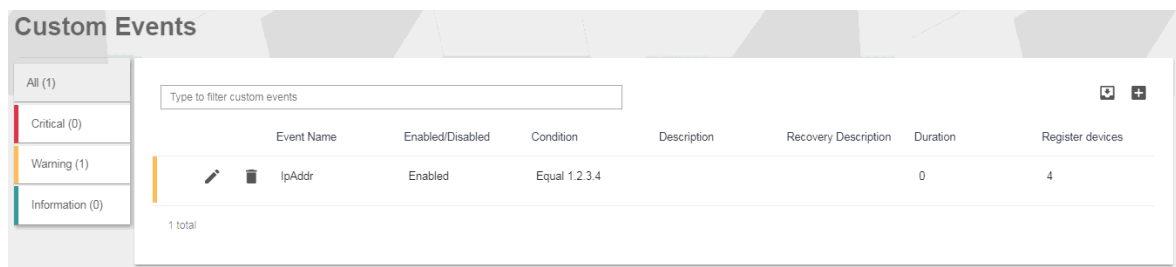 Custom Events
All (1)
Critical (0)
Warning (1)
Information (0)
Type to filter custom events
Event Name Enabled/Disabled Condition Description Recovery Description Duration Register devices
IpAddr Enabled Equal 1.2.3.4 0 4
1 total